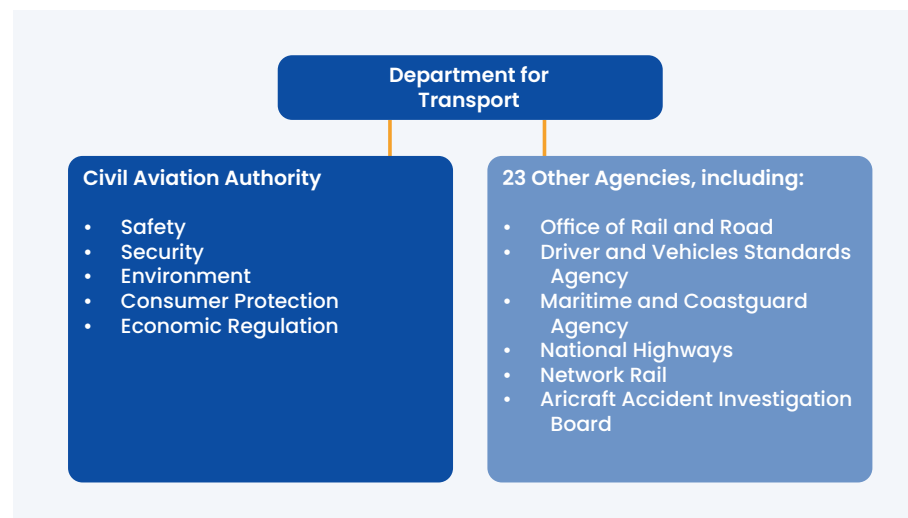 Department for
Transport
Civil Aviation Authority
• Safety
• Security
• Environment
• Consumer Protection
• Economic Regulation
23 Other Agencies, including:
• Office of Rail and Road
• Driver and Vehicles Standards
Agency
• Maritime and Coastguard
Agency
• National Highways
• Network Rail
• Aricraft Accident Investigation
Board